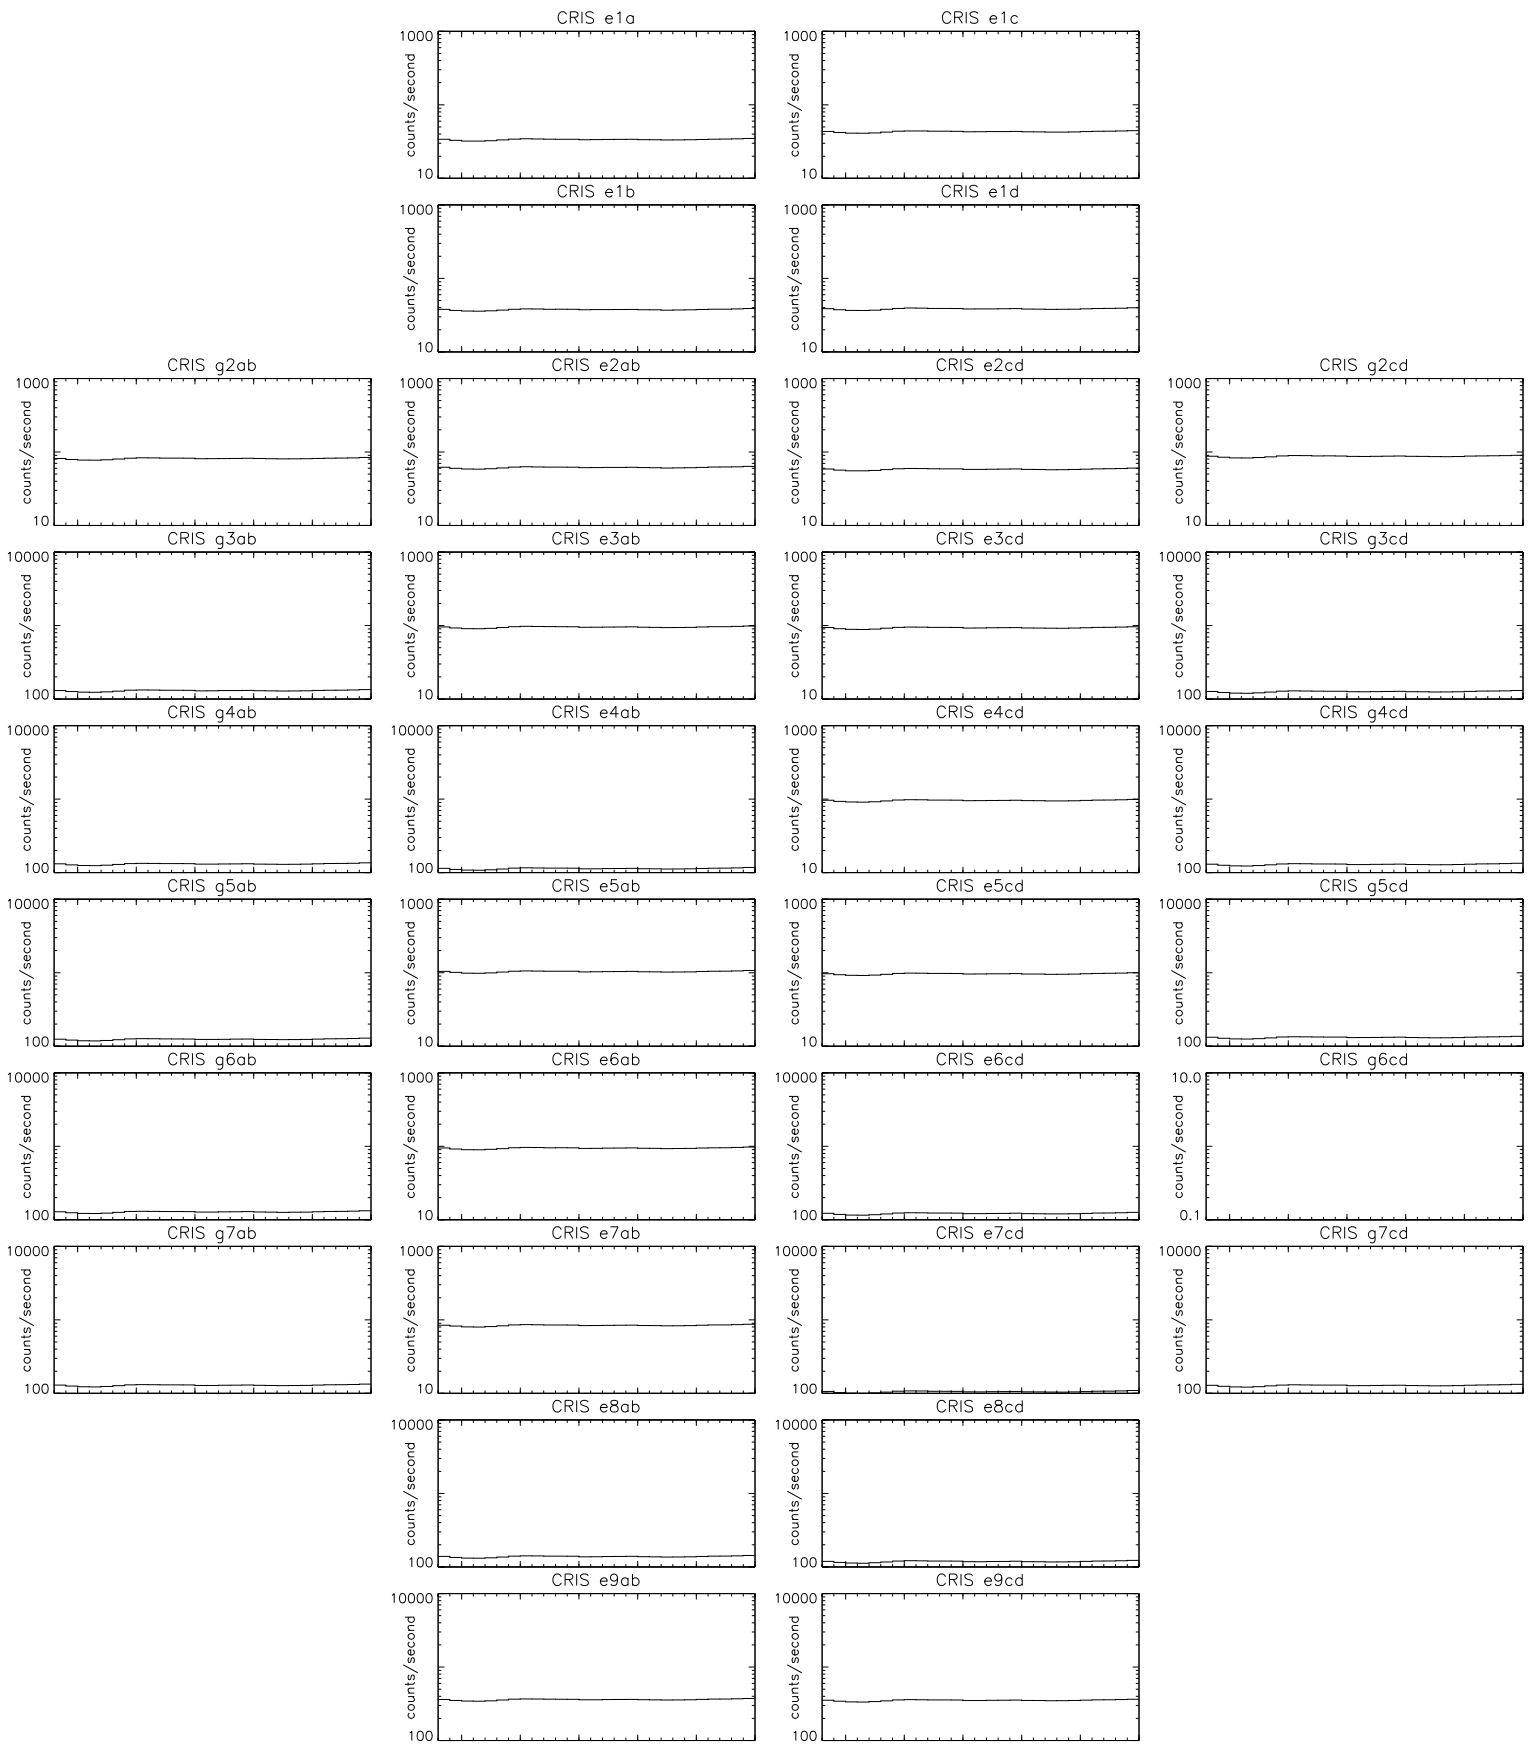 CRIS e1a CRIS e1c
1000 1000
counts/second counts/second
10 10
CRIS e1b CRIS e1d
1000 1000
counts/second counts/second
10 10
CRIS g2ab CRIS e2ab CRIS e2cd CRIS g2cd
1000 1000 1000 1000
counts/second counts/second counts/second counts/second
10 10 10 10
CRIS g3ab CRIS e3ab CRIS e3cd CRIS g3cd
10000 1000 1000 10000
counts/second counts/second counts/second counts/second
100 10 10 100
CRIS g4ab CRIS e4ab CRIS e4cd CRIS g4cd
10000 10000 1000 10000
counts/second counts/second counts/second counts/second
100 100 10 100
CRIS g5ab CRIS e5ab CRIS e5cd CRIS g5cd
10000 1000 1000 10000
counts/second counts/second counts/second counts/second
100 10 10 100
CRIS g6ab CRIS e6ab CRIS e6cd CRIS g6cd
10000 1000 10000 10.0
counts/second counts/second counts/second counts/second
100 10 100 0.1
CRIS g7ab CRIS e7ab CRIS e7cd CRIS g7cd
10000 1000 10000 10000
counts/second counts/second counts/second counts/second
100 10 100 100
CRIS e8ab CRIS e8cd
10000 10000
counts/second counts/second
100 100
CRIS e9ab CRIS e9cd
10000 10000
counts/second counts/second
100 100